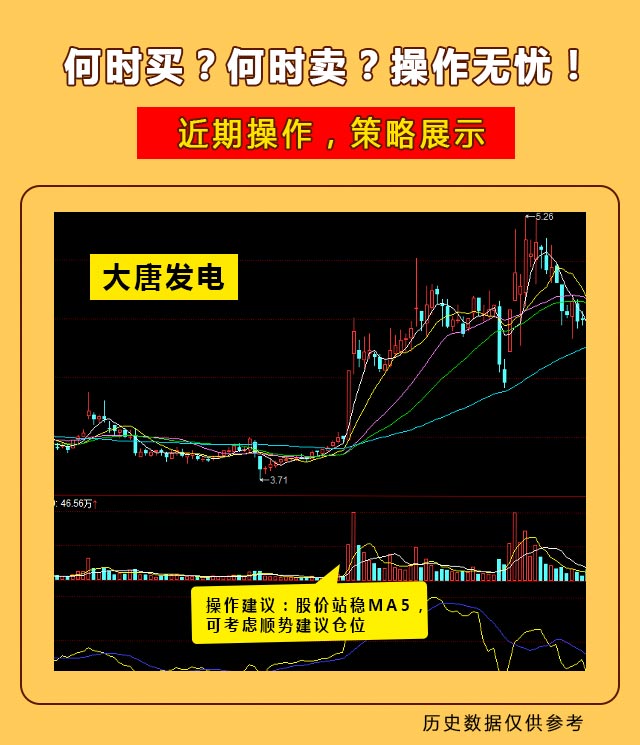 何时买？何时卖？操作无忧！
近期操作，策略展示
5.26
大唐发电
3.71
: 46.56万↑
操作建议：股价站稳MA5，
可考虑顺势建议仓位
历史数据仅供参考